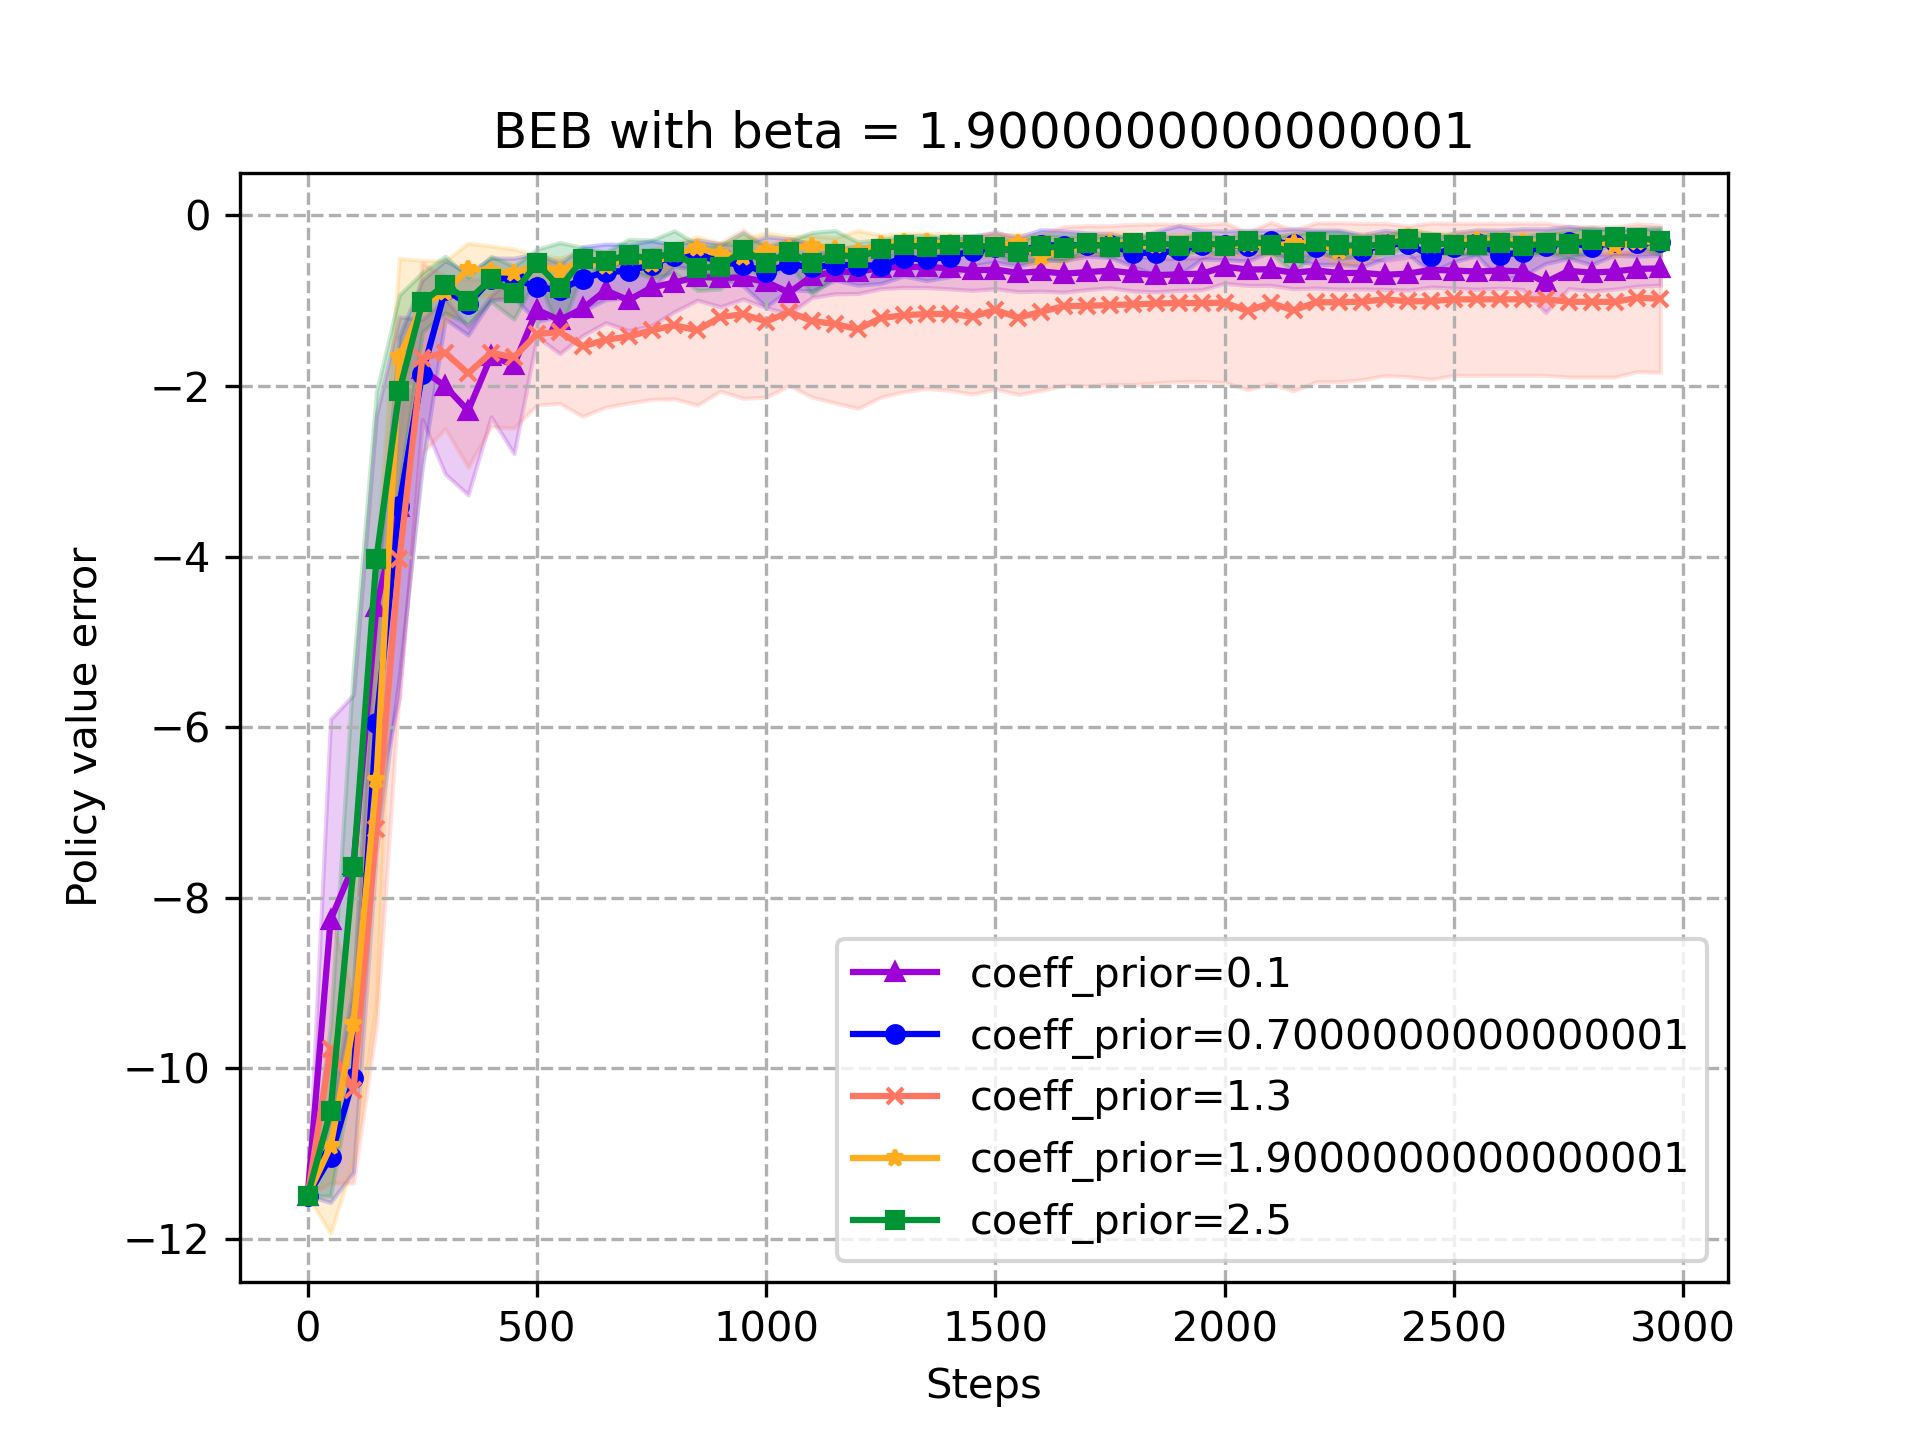 BEB with beta = 1.9000000000000001
Policy value error
0
−2
−4
−6
−8
−10
−12
coeff_prior=0.1
coeff_prior=0.7000000000000001
coeff_prior=1.3
coeff_prior=1.9000000000000001
coeff_prior=2.5
0 500 1000 1500 2000 2500 3000
Steps